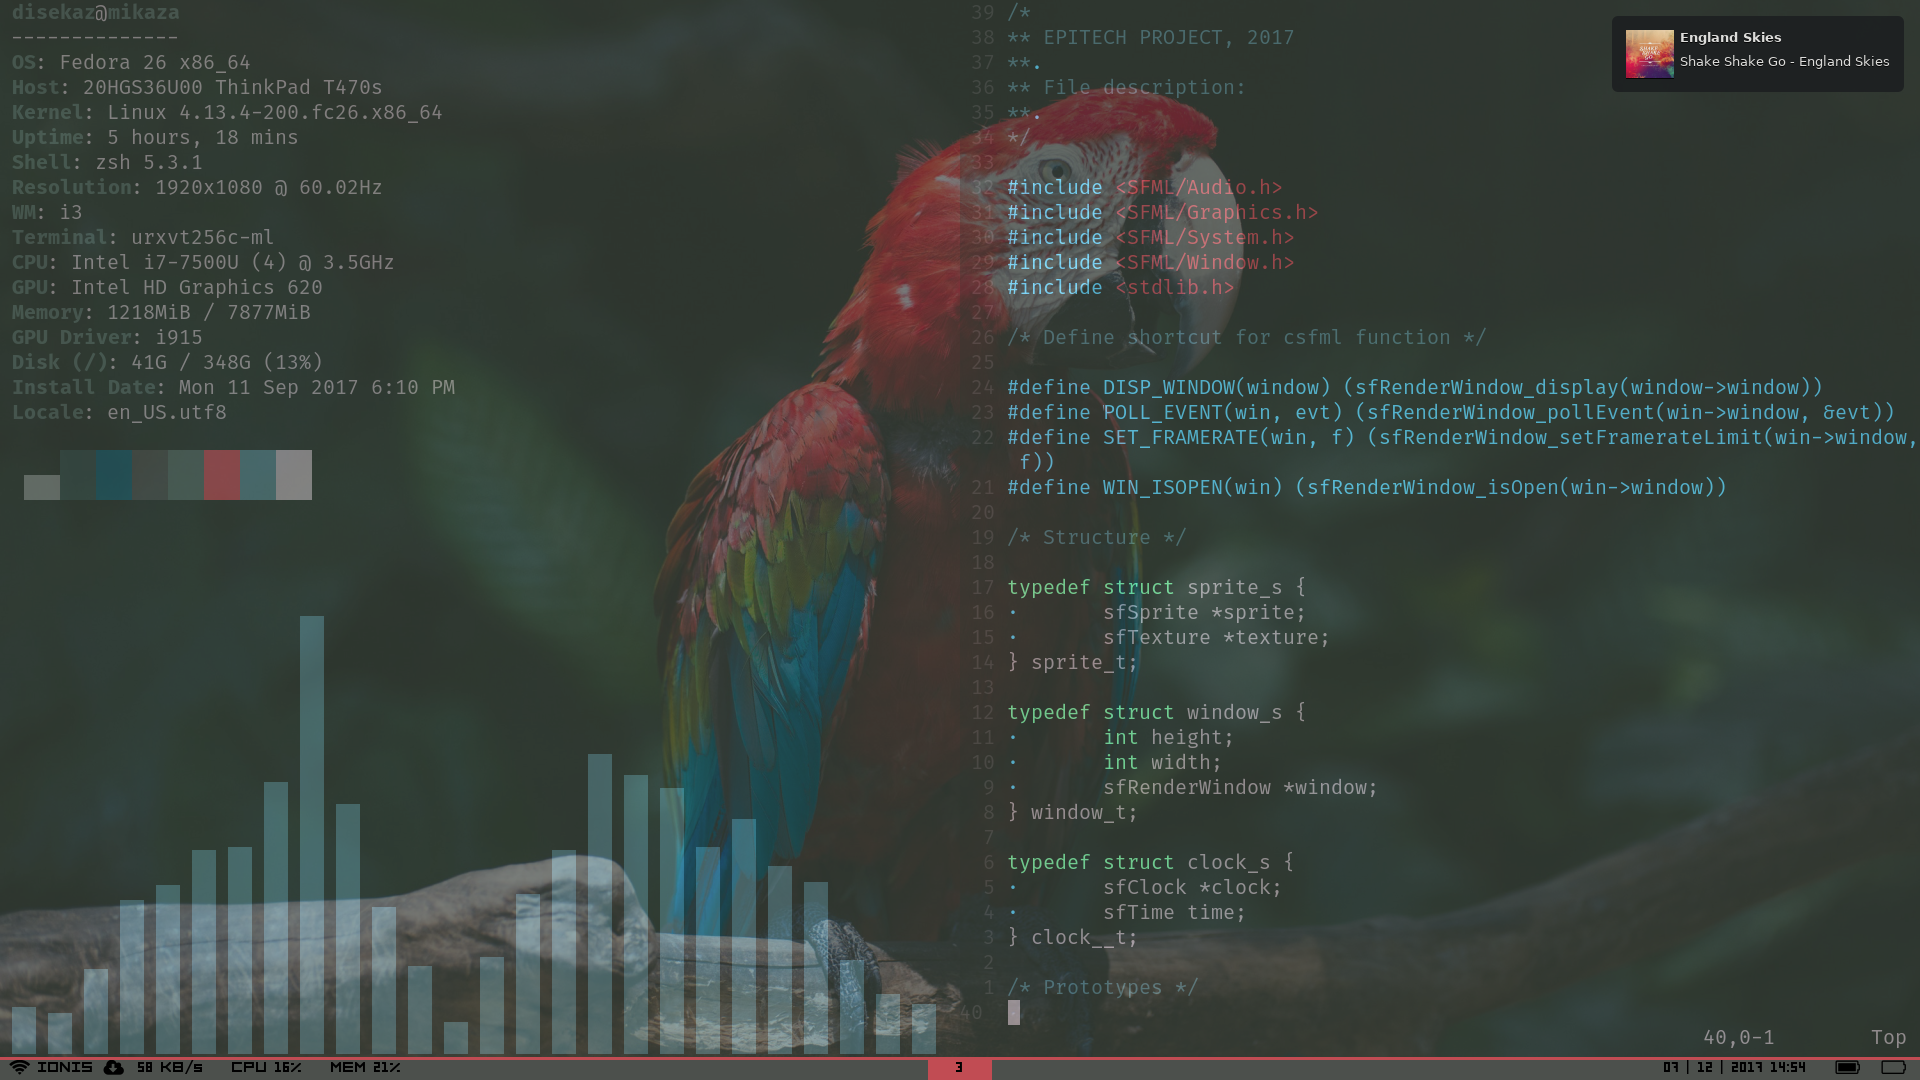 disekaz@mikaza
--------------
OS: Fedora 26 x86_64
Host: 20HGS36U00 ThinkPad T470s
Kernel: Linux 4.13.4-200.fc26.x86_64
Uptime: 5 hours, 18 mins
Shell: zsh 5.3.1
Resolution: 1920x1080 @ 60.02Hz
WM: i3
Terminal: urxvt256c-ml
CPU: Intel i7-7500U (4) @ 3.5GHz
GPU: Intel HD Graphics 620
Memory: 1218MiB / 7877MiB
GPU Driver: i915
Disk (/): 41G / 348G (13%)
Install Date: Mon 11 Sep 2017 6:10 PM
Locale: en_US.utf8
39 /*
38 ** EPITECH PROJECT, 2017
37 **.
36 ** File description:
35 **.
34 */
33
32 #include <SFML/Audio.h>
31 #include <SFML/Graphics.h>
30 #include <SFML/System.h>
29 #include <SFML/Window.h>
28 #include <stdlib.h>
27
26 /* Define shortcut for csfml function */
25
24 #define DISP_WINDOW(window) (sfRenderWindow_display(window->window))
23 #define POLL_EVENT(win, evt) (sfRenderWindow_pollEvent(win->window, &evt))
22 #define SET_FRAMERATE(win, f) (sfRenderWindow_setFramerateLimit(win->window,
f))
21 #define WIN_ISOPEN(win) (sfRenderWindow_isOpen(win->window))
20
19 /* Structure */
18
17 typedef struct sprite_s {
16 ·       sfSprite *sprite;
15 ·       sfTexture *texture;
14 } sprite_t;
13
12 typedef struct window_s {
11 ·       int height;
10 ·       int width;
9 ·       sfRenderWindow *window;
8 } window_t;
7
6 typedef struct clock_s {
5 ·       sfClock *clock;
4 ·       sfTime time;
3 } clock__t;
2
1 /* Prototypes */
40
40,0-1 Top
England Skies
Shake Shake Go - England Skies
IONIS 58 KB/s CPU 16% MEM 21%
3
07 | 12 | 2017 14:54